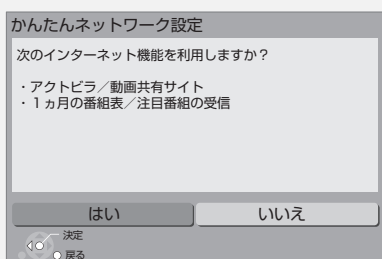 かんたんネットワーク設定
次のインターネット機能を利用しますか？
・アクトビラ／動画共有サイト
・１ヵ月の番組表／注目番組の受信
はい　いいえ
決定
戻る